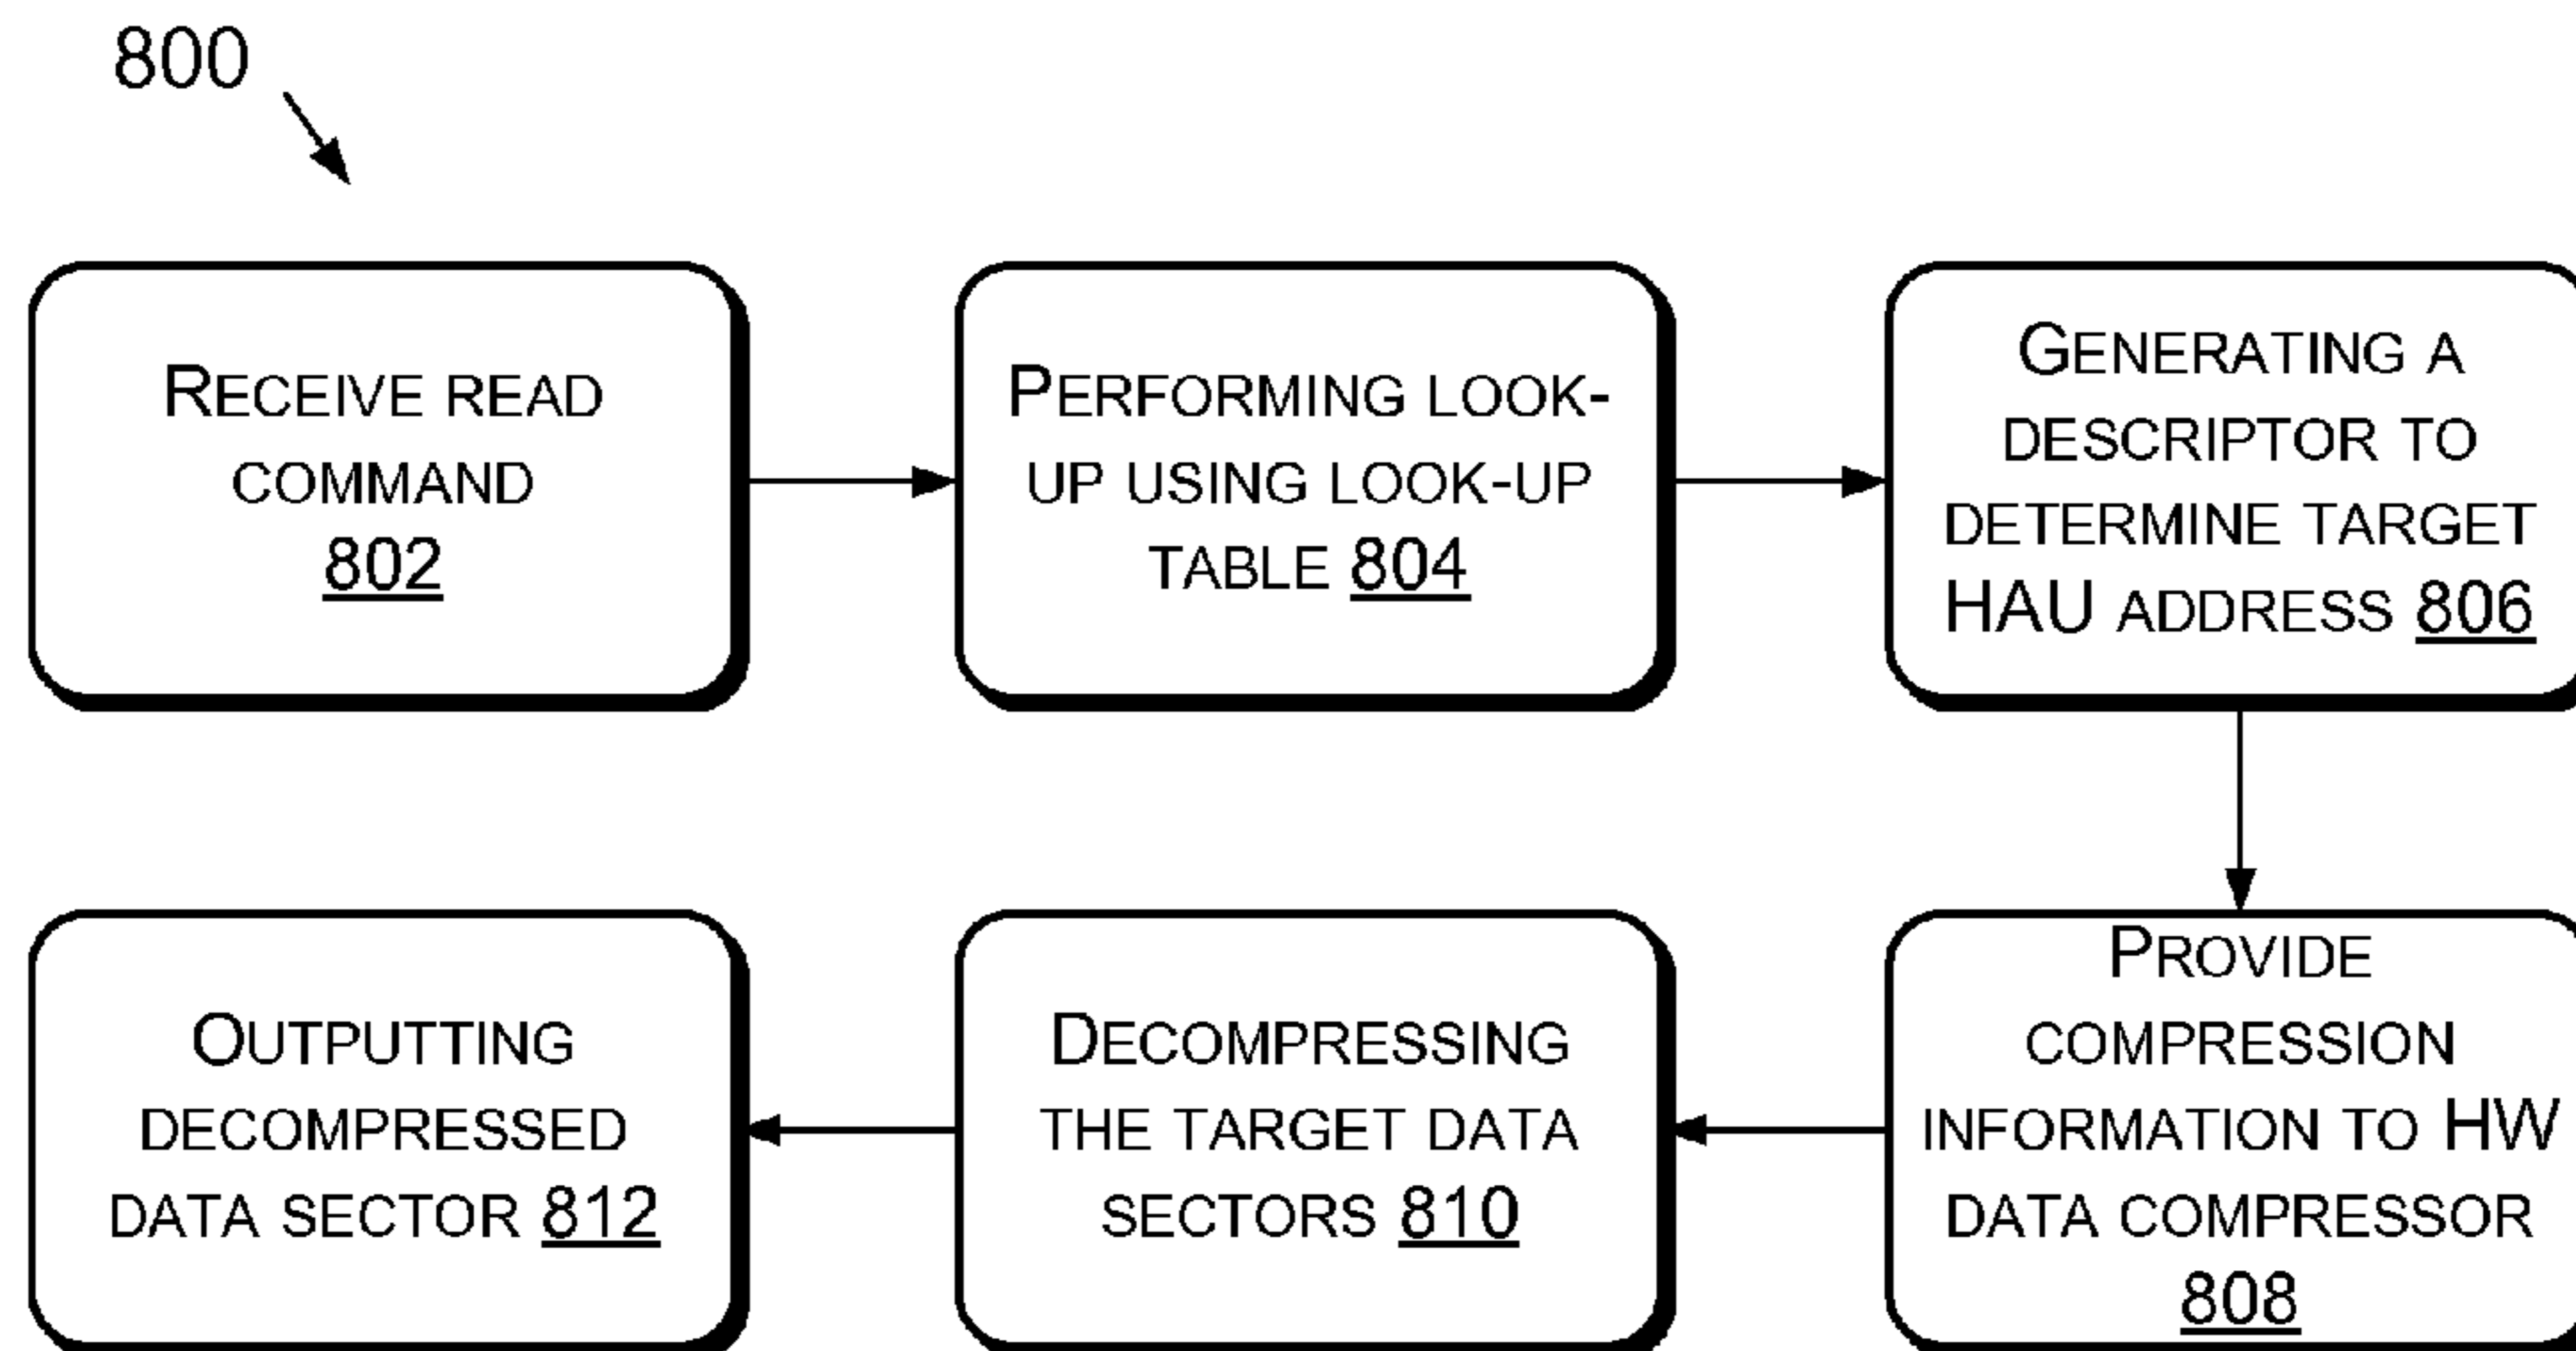 800
RECEIVE READ
COMMAND
802
PERFORMING LOOK-
UP USING LOOK-UP
TABLE 804
GENERATING A
DESCRIPTOR TO
DETERMINE TARGET
HAU ADDRESS 806
PROVIDE
COMPRESSION
INFORMATION TO HW
DATA COMPRESSOR
808
DECOMPRESSING
THE TARGET DATA
SECTORS 810
OUTPUTTING
DECOMPRESSED
DATA SECTOR 812